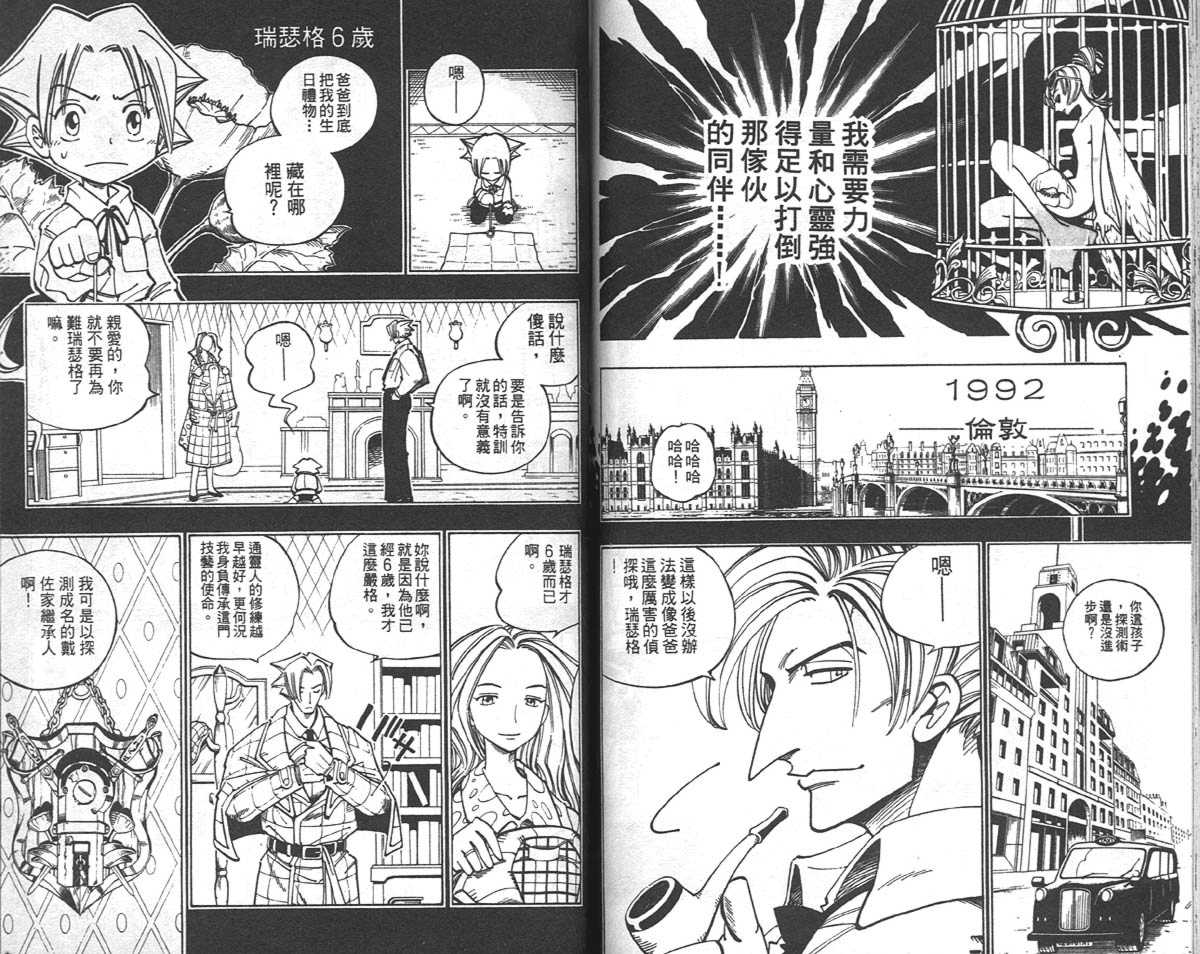 我需要力
量和心靈強
得足以打倒
那傢伙
的同伴……！
1992
倫敦
哈哈哈
哈哈！
你這孩子
，探測術
還是沒進
步啊？
嗯
──
這樣以後沒辦
法變成像爸爸
這麼厲害的偵
探哦，瑞瑟格
！
嗯
──
瑞瑟格6歲
爸爸到底
把我的生
日禮物…
藏在哪
裡呢？
說什麼
傻話，
要是告訴你
的話，特訓
就沒有意義
了啊。
嗯
──
親愛的，你
就不要再為
難瑞瑟格了
嘛。
瑞瑟格才
6歲而已
啊。
妳說什麼啊，
就是因為他已
經6歲，我才
這麼嚴格。
通靈人的修練越
早越好，更何況
我身負傳承這門
技藝的使命。
我可是以探
測成名的戴
佐家繼承人
啊！